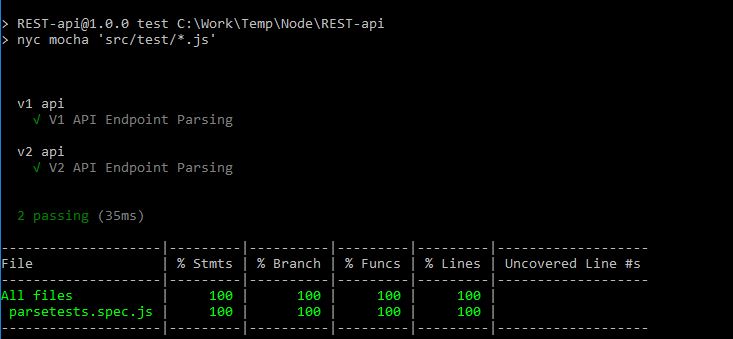 > REST-api@1.0.0 test C:\Work\Temp\Node\REST-api
> nyc mocha 'src/test/*.js'
v1 api
√ V1 API Endpoint Parsing
v2 api
√ V2 API Endpoint Parsing
2 passing (35ms)
--------------------|---------|----------|---------|---------|-------------------
File                | % Stmts | % Branch | % Funcs | % Lines | Uncovered Line #s
--------------------|---------|----------|---------|---------|-------------------
All files           |     100 |      100 |     100 |     100 |
 parsetests.spec.js |     100 |      100 |     100 |     100 |
--------------------|---------|----------|---------|---------|-------------------